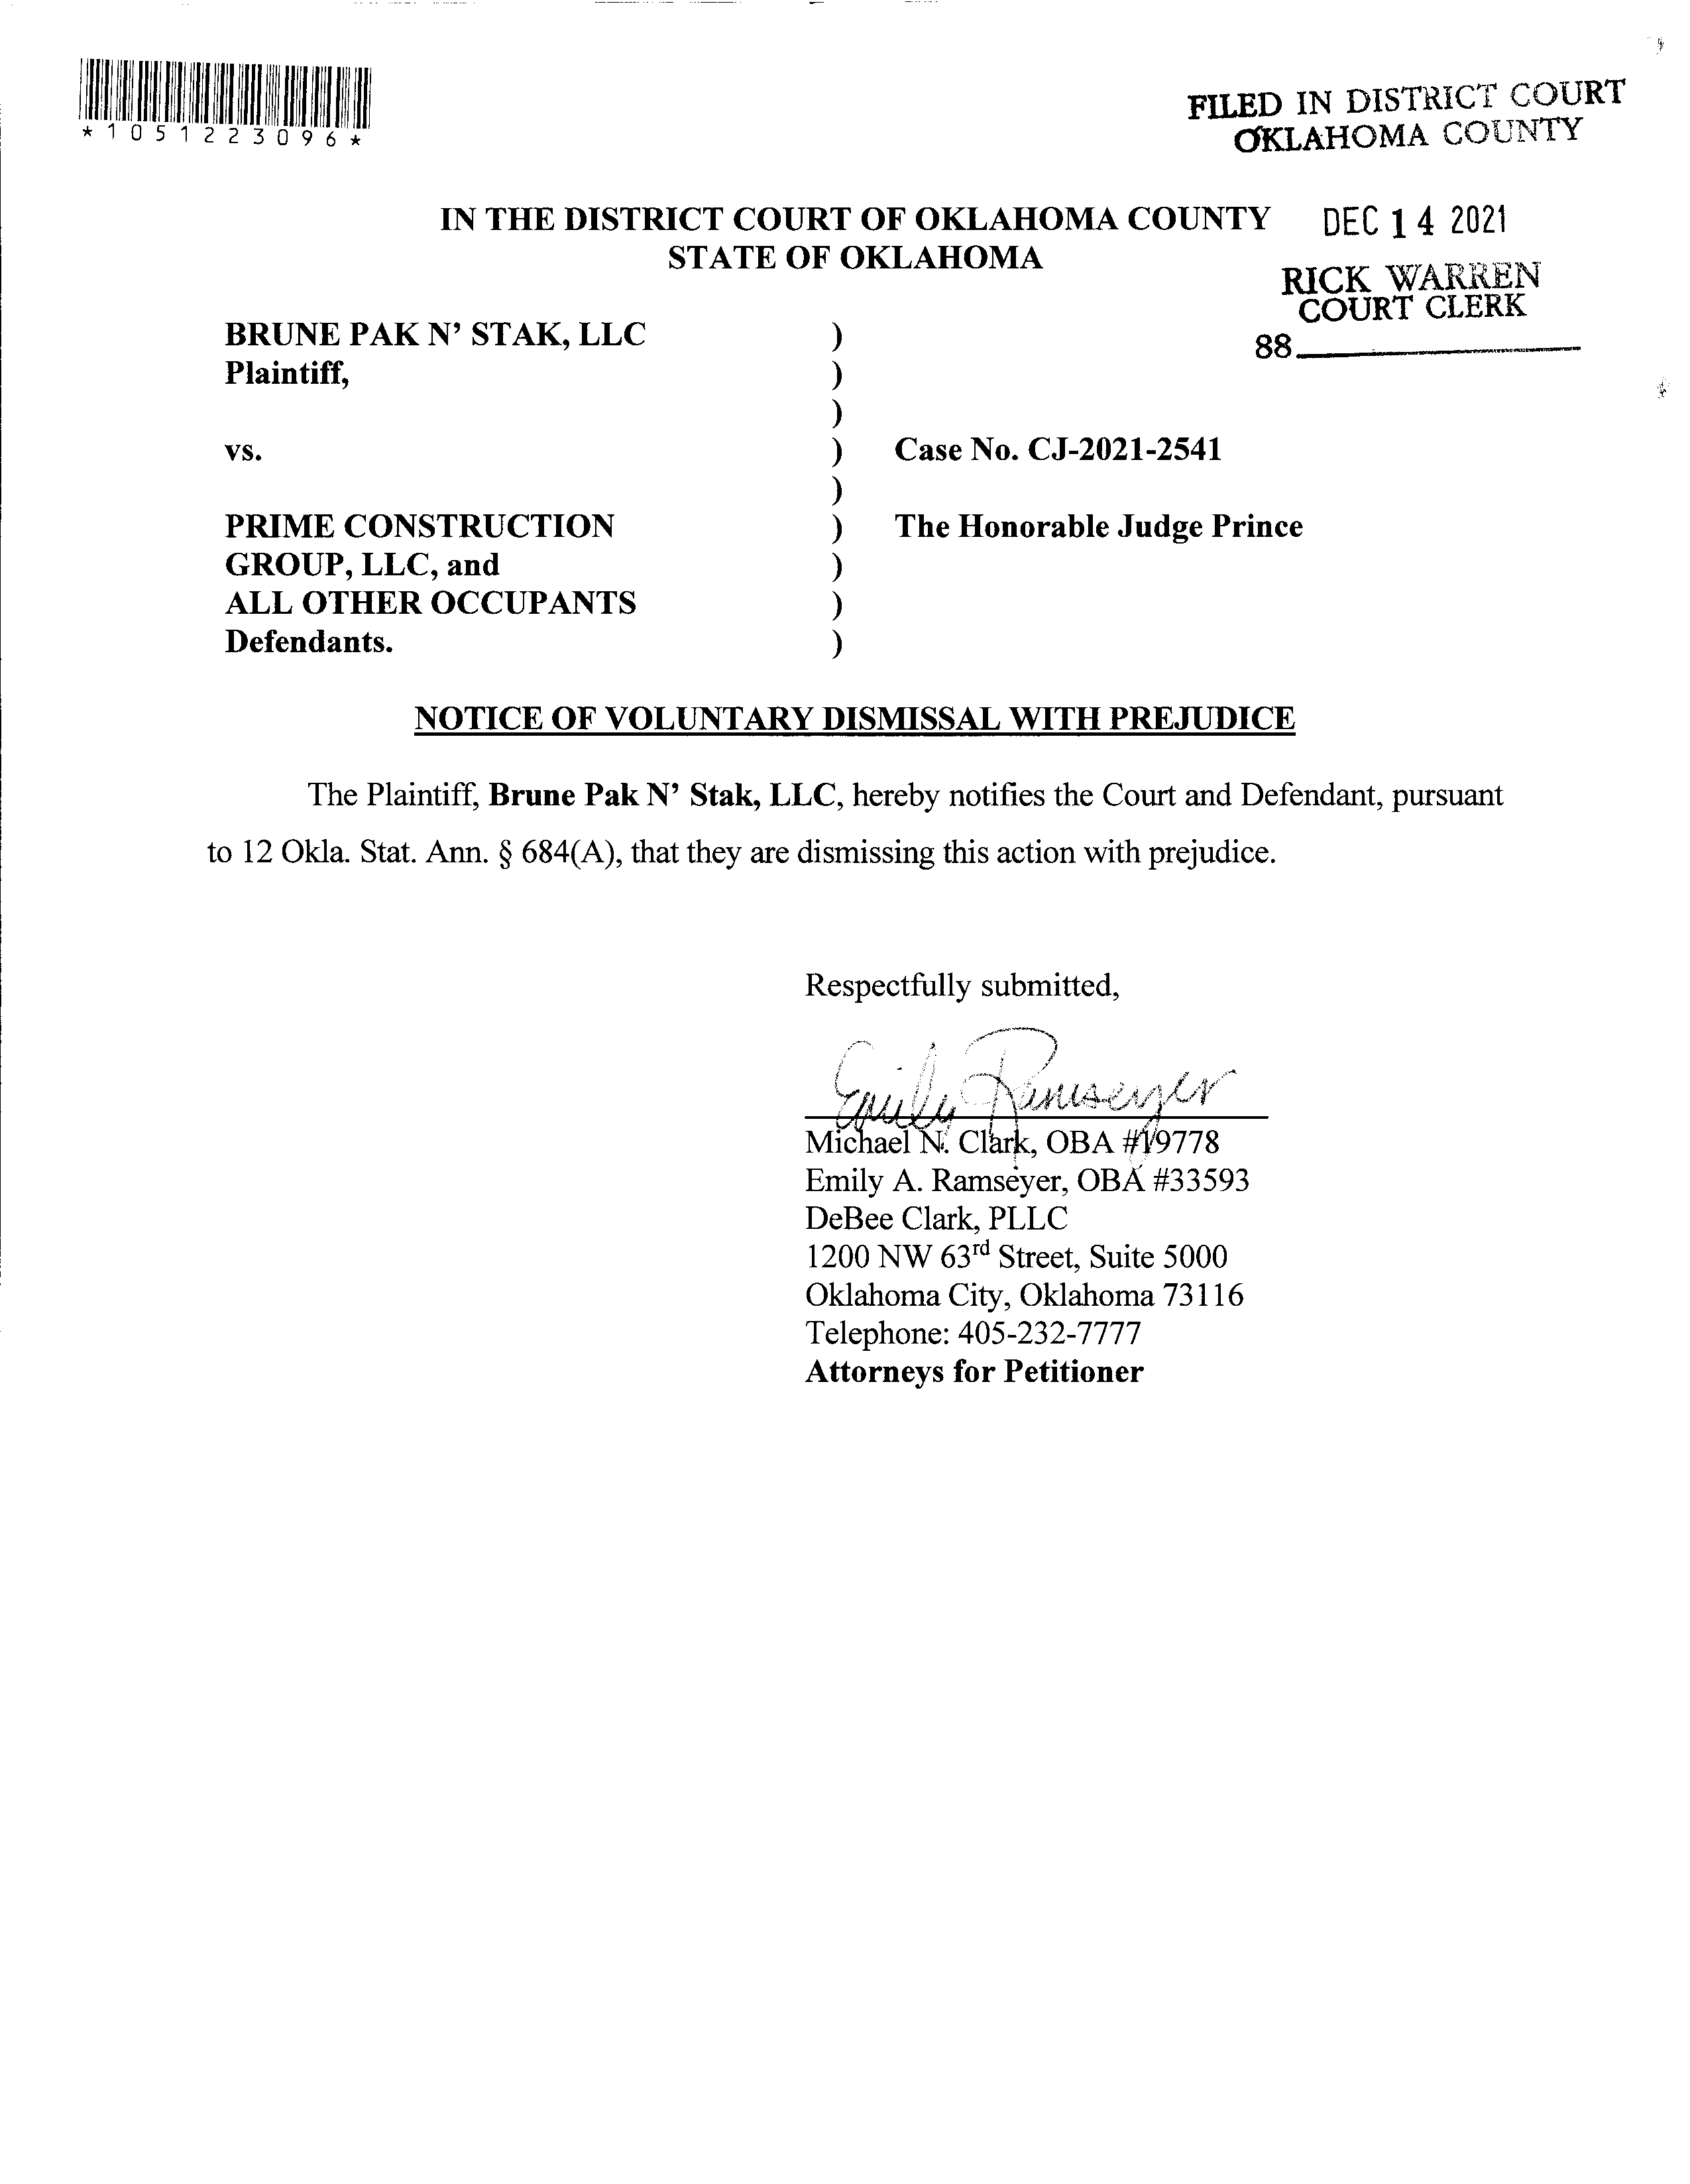 *1051223096*
FILED IN DISTRICT COURT
OKLAHOMA COUNTY
IN THE DISTRICT COURT OF OKLAHOMA COUNTY
STATE OF OKLAHOMA
DEC 14 2021
RICK WARREN
COURT CLERK
88
BRUNE PAK N’ STAK, LLC )
Plaintiff, )
)
vs. ) Case No. CJ-2021-2541
)
PRIME CONSTRUCTION ) The Honorable Judge Prince
GROUP, LLC, and )
ALL OTHER OCCUPANTS )
Defendants. )
NOTICE OF VOLUNTARY DISMISSAL WITH PREJUDICE
The Plaintiff, Brune Pak N’ Stak, LLC, hereby notifies the Court and Defendant, pursuant
to 12 Okla. Stat. Ann. § 684(A), that they are dismissing this action with prejudice.
Respectfully submitted,
Emily Ramseyer
Michael N. Clark, OBA #19778
Emily A. Ramseyer, OBA #33593
DeBee Clark, PLLC
1200 NW 63rd Street, Suite 5000
Oklahoma City, Oklahoma 73116
Telephone: 405-232-7777
Attorneys for Petitioner